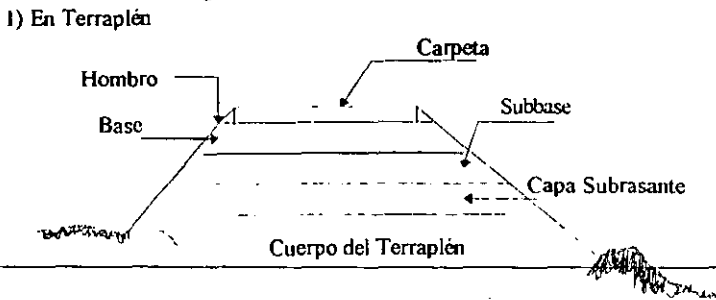 1) En Terraplén
Carpeta
Hombro
Subbase
Base
Capa Subrasante
Cuerpo del Terraplén